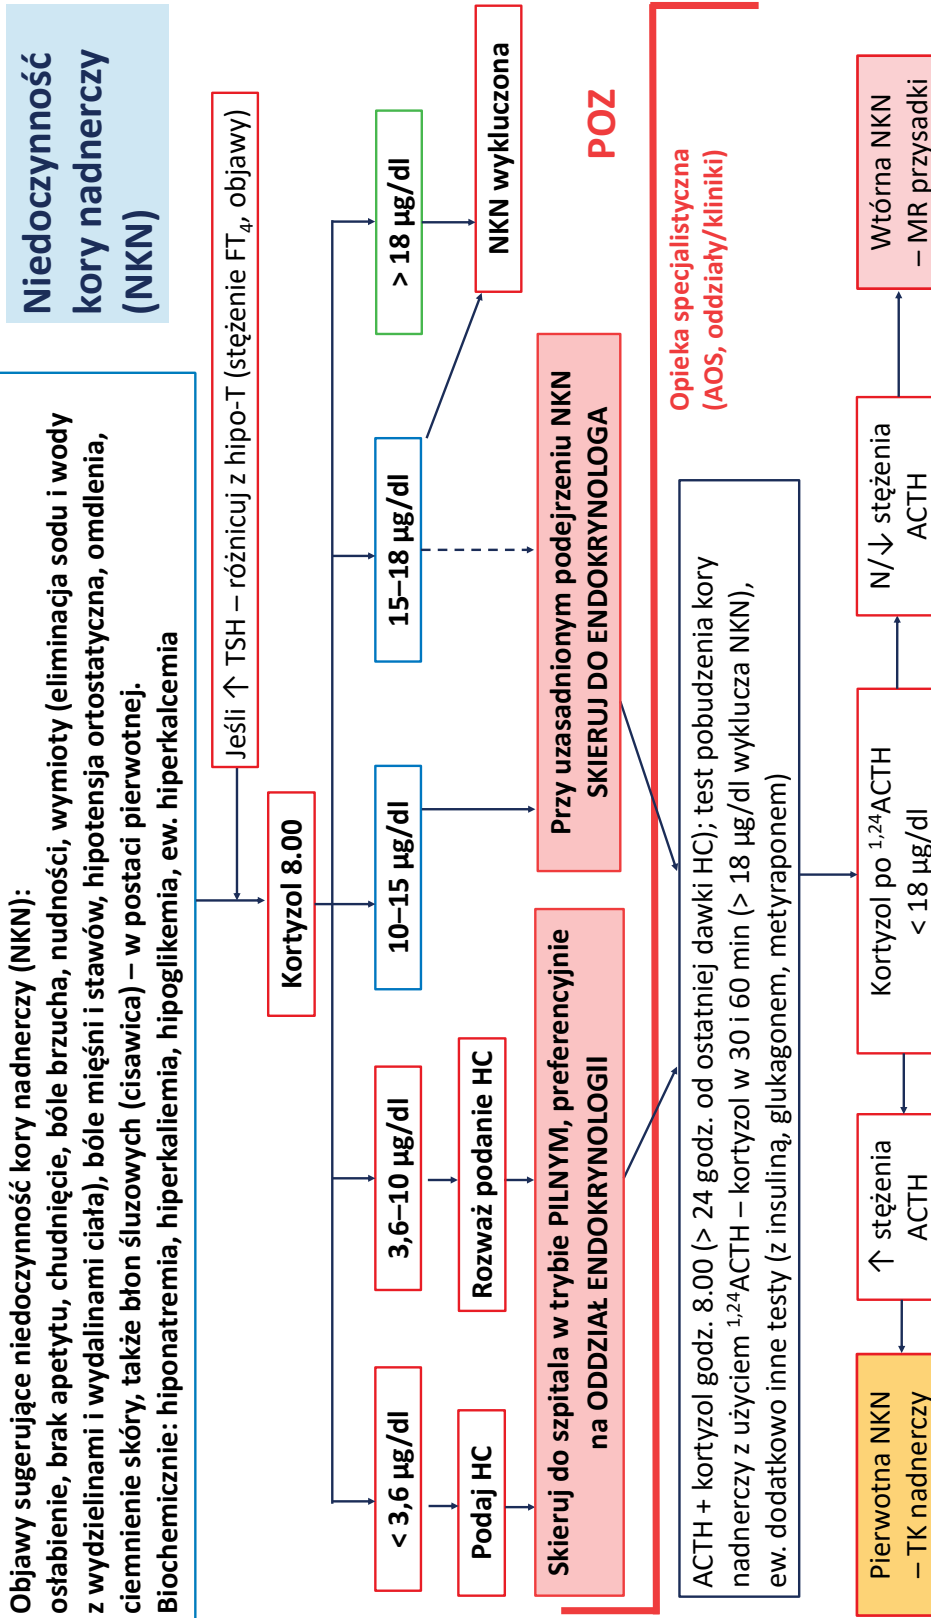 Niedoczynność
kory nadnerczy
(NKN)
Objawy sugerujące niedoczynność kory nadnerczy (NKN):
osłabienie, brak apetytu, chudnięcie, bóle brzucha, nudności, wymioty (eliminacja sodu i wody
z wydzielinami i wydalinami ciała), bóle mięśni i stawów, hipotensja ortostatyczna, omdlenia,
ciemnienie skóry, także błon śluzowych (cisawica) – w postaci pierwotnej.
Biochemicznie: hiponatremia, hiperkaliemia, hipoglikemia, ew. hiperkalcemia
Jeśli ↑ TSH – różnicuj z hipo-T (stężenie FT4, objawy)
Kortyzol 8.00
< 3,6 µg/dl
3,6–10 µg/dl
10–15 µg/dl
15–18 µg/dl
> 18 µg/dl
Podaj HC
Rozważ podanie HC
NKN wykluczona
Skieruj do szpitala w trybie PILNYM, preferencyjnie
na ODDZIAŁ ENDOKRYNOLOGII
Przy uzasadnionym podejrzeniu NKN
SKIERUJ DO ENDOKRYNOLOGA
POZ
Opieka specjalistyczna
(AOS, oddziały/kliniki)
ACTH + kortyzol godz. 8.00 (> 24 godz. od ostatniej dawki HC); test pobudzenia kory
nadnerczy z użyciem 1,24ACTH – kortyzol w 30 i 60 min (> 18 µg/dl wyklucza NKN),
ew. dodatkowo inne testy (z insuliną, glukagonem, metyraponem)
Pierwotna NKN
– TK nadnerczy
↑ stężenia
ACTH
Kortyzol po 1,24ACTH
< 18 µg/dl
N/↓ stężenia
ACTH
Wtórna NKN
– MR przysadki